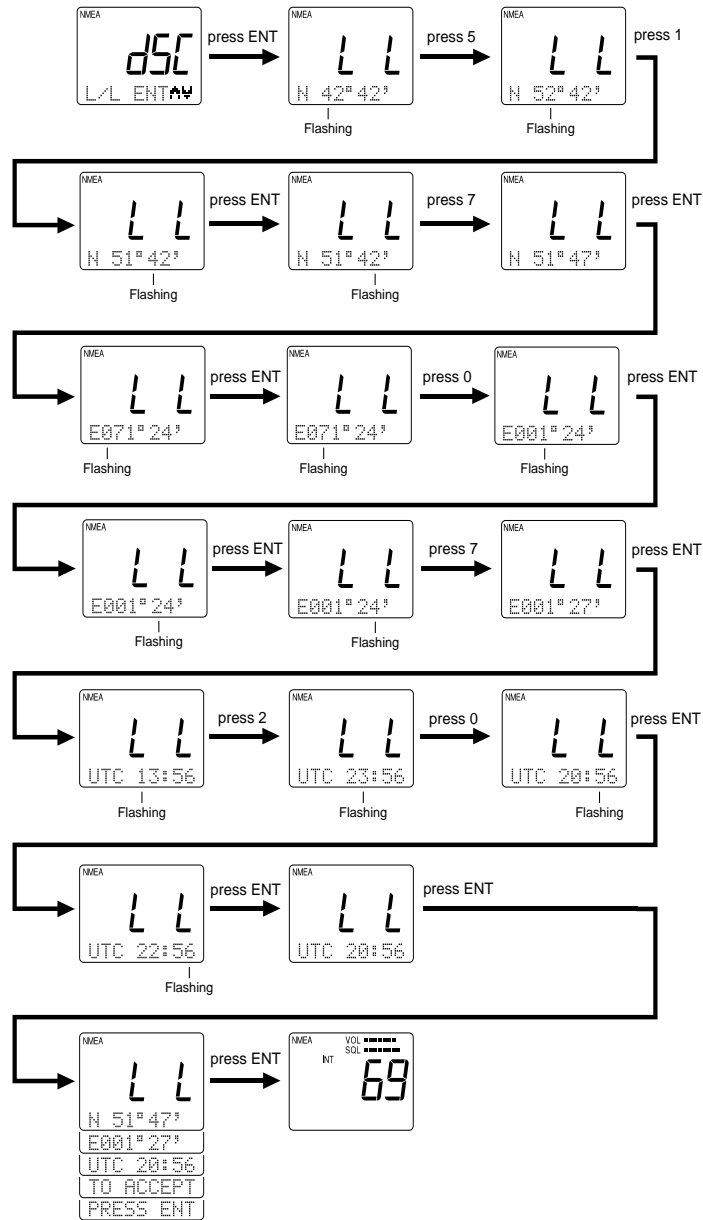 NMEA
dSC
L/L ENT
press ENT
NMEA
L L
N 42°42'
Flashing
press 5
NMEA
L L
N 52°42'
Flashing
press 1
NMEA
L L
N 51°42'
Flashing
press ENT
NMEA
L L
N 51°42'
Flashing
press 7
NMEA
L L
N 51°47'
press ENT
NMEA
L L
E071°24'
Flashing
press ENT
NMEA
L L
E071°24'
Flashing
press 0
NMEA
L L
E001°24'
Flashing
press ENT
NMEA
L L
E001°24'
Flashing
press ENT
NMEA
L L
E001°24'
Flashing
press 7
NMEA
L L
E001°27'
press ENT
NMEA
L L
UTC 13:56
Flashing
press 2
NMEA
L L
UTC 23:56
Flashing
press 0
NMEA
L L
UTC 20:56
Flashing
press ENT
NMEA
L L
UTC 22:56
Flashing
press ENT
NMEA
L L
UTC 20:56
press ENT
NMEA
L L
N 51°47'
E001°27'
UTC 20:56
TO ACCEPT
PRESS ENT
press ENT
NMEA
VOL
SQL
INT
69